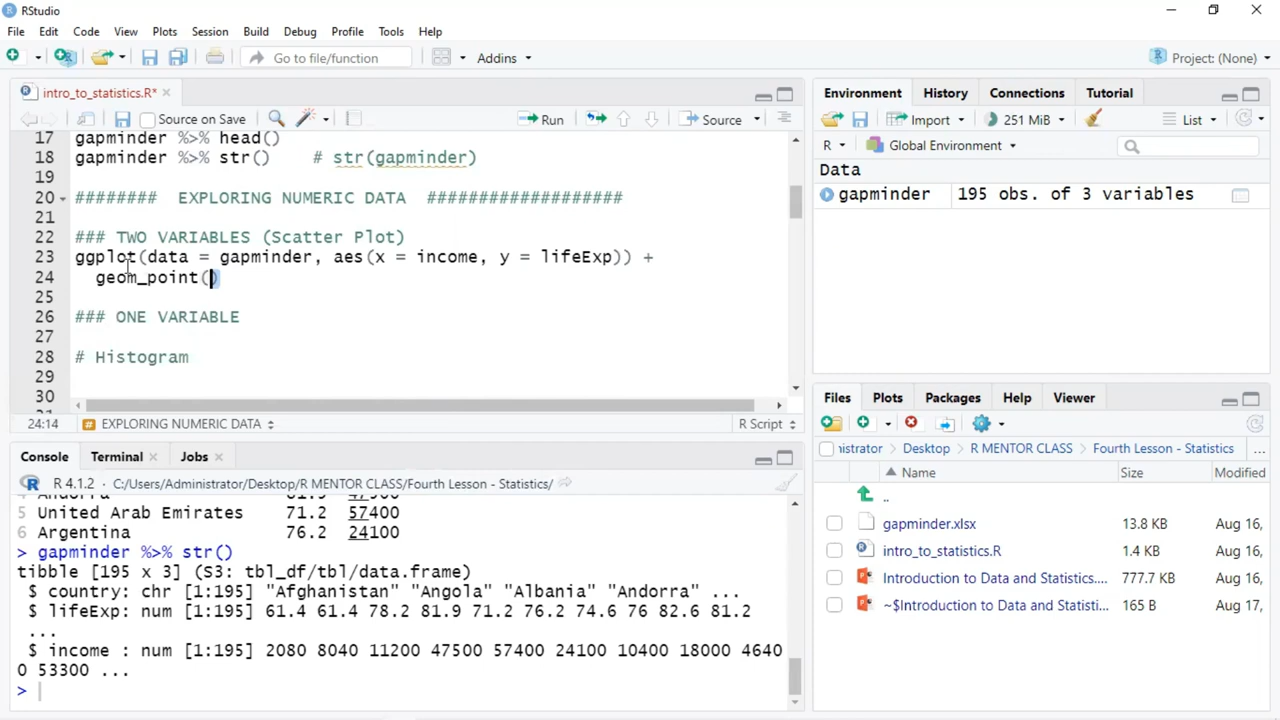 RStudio
File Edit Code View Plots Session Build Debug Profile Tools Help
Go to file/function Addins Project: (None)
intro_to_statistics.R*
Source on Save Run Source
17 gapminder %>% head()
18 gapminder %>% str()    # str(gapminder)
19
20 ########  EXPLORING NUMERIC DATA  ###################
21
22 ### TWO VARIABLES (Scatter Plot)
23 ggplot(data = gapminder, aes(x = income, y = lifeExp)) +
24   geom_point()
25
26 ### ONE VARIABLE
27
28 # Histogram
29
30
24:14 EXPLORING NUMERIC DATA R Script
Console Terminal Jobs
R 4.1.2 · C:/Users/Administrator/Desktop/R MENTOR CLASS/Fourth Lesson - Statistics/
4 Andorra 81.9 47500
5 United Arab Emirates 71.2 57400
6 Argentina 76.2 24100
> gapminder %>% str()
tibble [195 x 3] (S3: tbl_df/tbl/data.frame)
$ country: chr [1:195] "Afghanistan" "Angola" "Albania" "Andorra" ...
$ lifeExp: num [1:195] 61.4 61.4 78.2 81.9 71.2 76.2 74.6 76 82.6 81.2
...
$ income : num [1:195] 2080 8040 11200 47500 57400 24100 10400 18000 4640
0 53300 ...
>
Environment History Connections Tutorial
Import 251 MiB List
R Global Environment
Data
gapminder 195 obs. of 3 variables
Files Plots Packages Help Viewer
ministrator Desktop R MENTOR CLASS Fourth Lesson - Statistics ...
Name Size Modified
..
gapminder.xlsx 13.8 KB Aug 16,
intro_to_statistics.R 1.4 KB Aug 16,
Introduction to Data and Statistics.... 777.7 KB Aug 16,
~$Introduction to Data and Statisti... 165 B Aug 17,